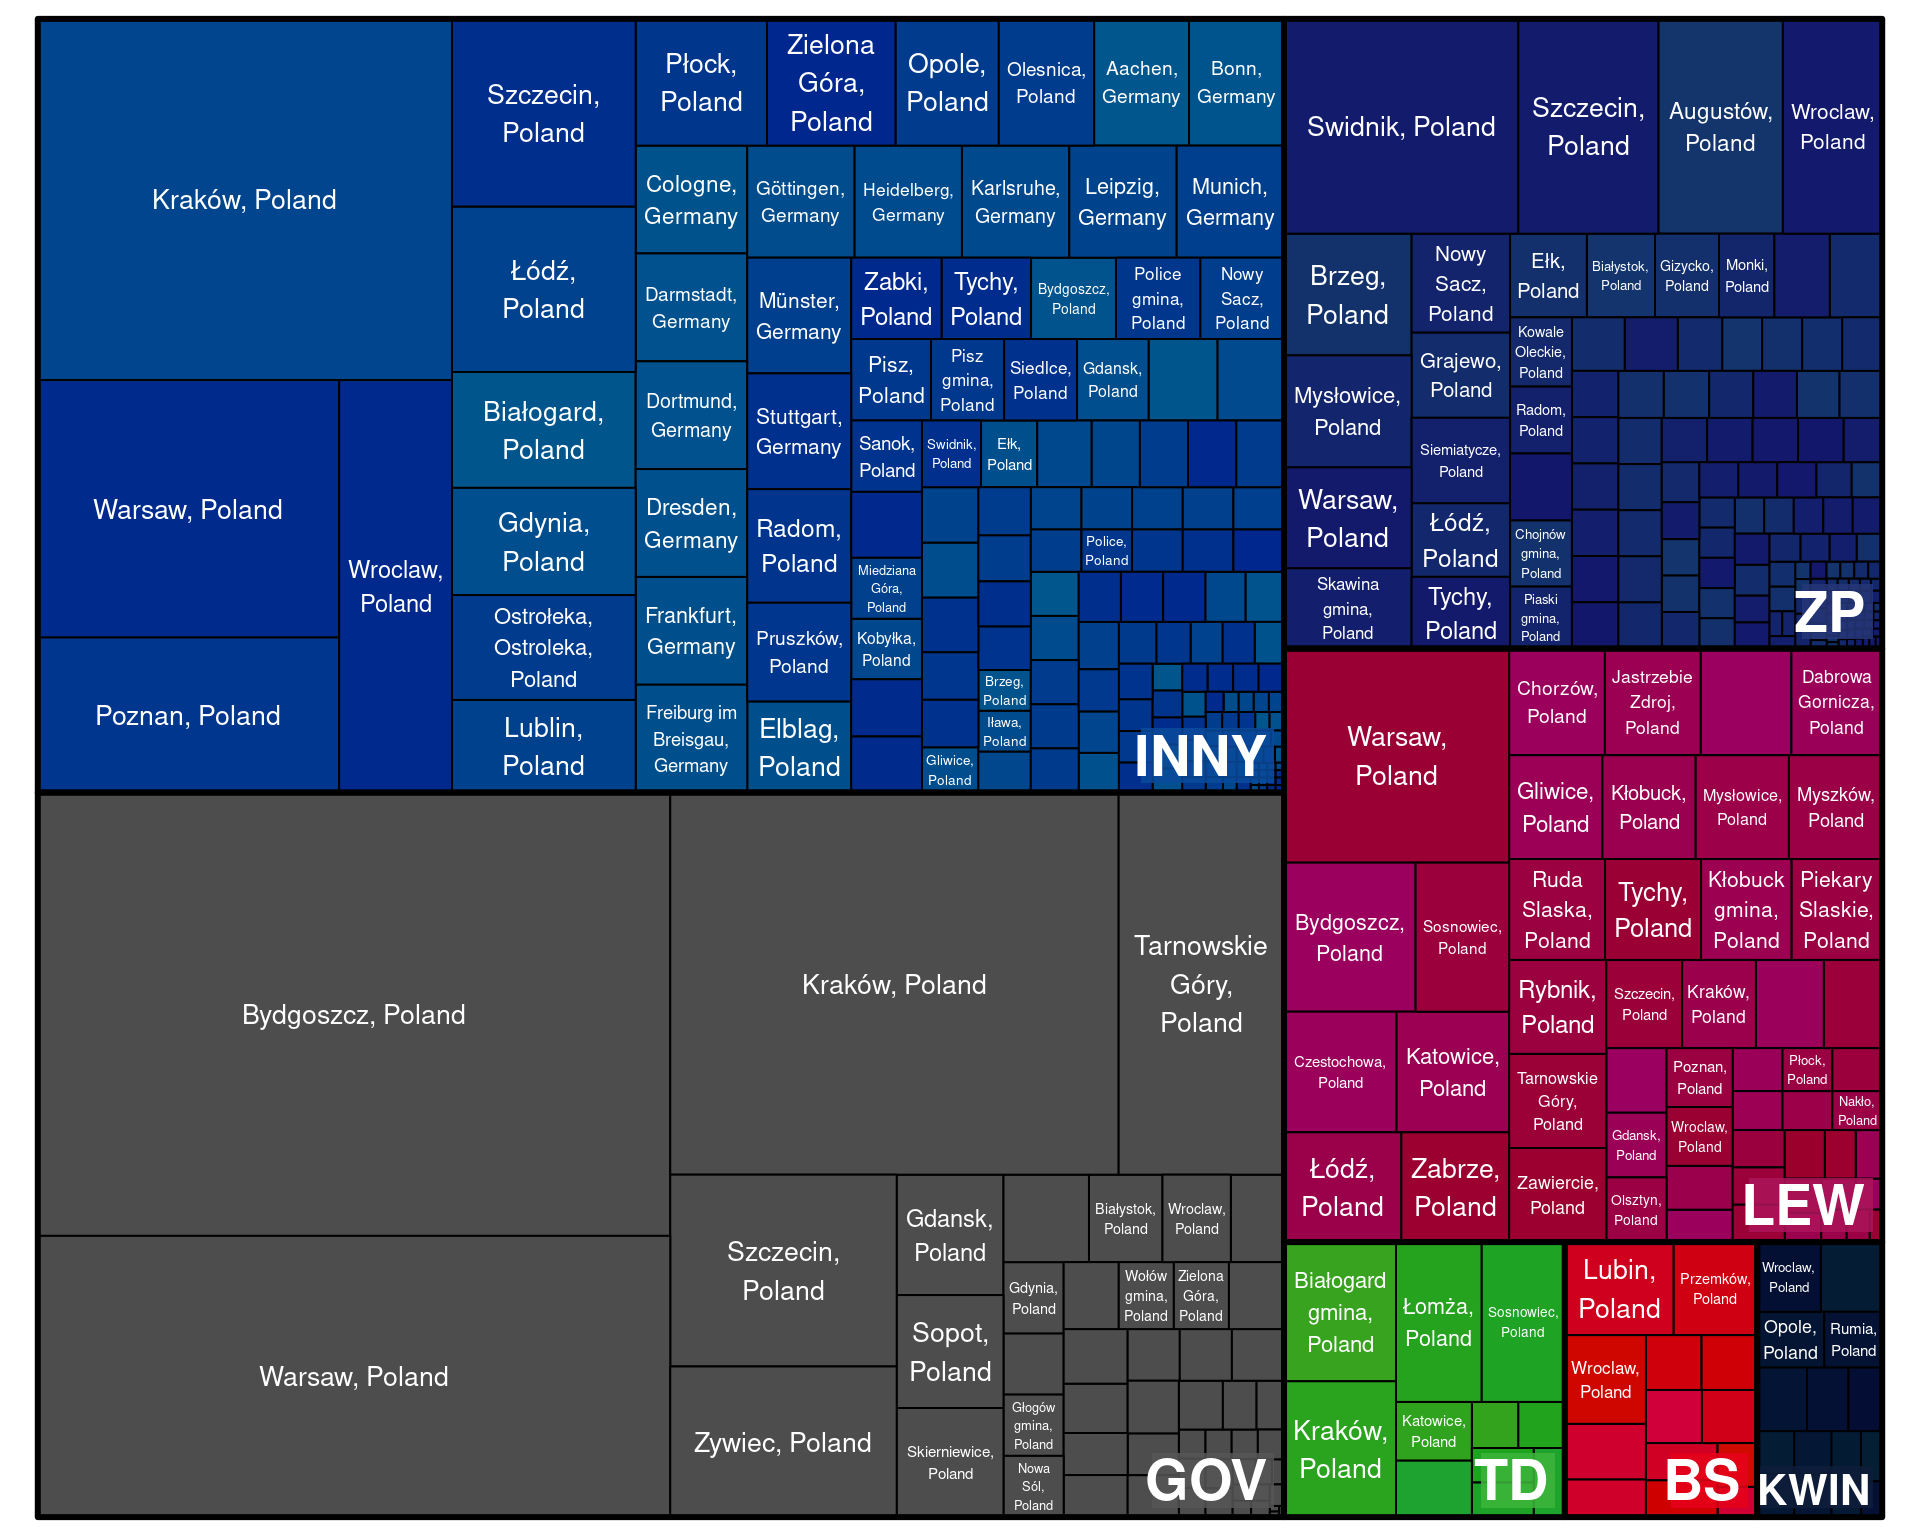 Kraków, Poland
Warsaw, Poland
Poznan, Poland
Wroclaw,
Poland
Szczecin,
Poland
Łódź,
Poland
Białogard,
Poland
Gdynia,
Poland
Ostrołeka,
Ostroleka,
Poland
Lublin,
Poland
Płock,
Poland
Zielona
Góra,
Poland
Opole,
Poland
Olesnica,
Poland
Aachen,
Germany
Bonn,
Germany
Cologne,
Germany
Göttingen,
Germany
Heidelberg,
Germany
Karlsruhe,
Germany
Leipzig,
Germany
Munich,
Germany
Darmstadt,
Germany
Dortmund,
Germany
Dresden,
Germany
Frankfurt,
Germany
Freiburg im
Breisgau,
Germany
Münster,
Germany
Stuttgart,
Germany
Radom,
Poland
Pruszków,
Poland
Elblag,
Poland
Zabki,
Poland
Tychy,
Poland
Bydgoszcz,
Poland
Police
gmina,
Poland
Nowy
Sacz,
Poland
Pisz,
Poland
Pisz
gmina,
Poland
Siedlce,
Poland
Gdansk,
Poland
Sanok,
Poland
Swidnik,
Poland
Ełk,
Poland
Police,
Poland
Miedziana
Góra,
Poland
Kobyłka,
Poland
Brzeg,
Poland
Iława,
Poland
Gliwice,
Poland
INNY
Bydgoszcz, Poland
Warsaw, Poland
Kraków, Poland
Tarnowskie
Góry,
Poland
Szczecin,
Poland
Zywiec, Poland
Gdansk,
Poland
Sopot,
Poland
Skierniewice,
Poland
Białystok,
Poland
Wroclaw,
Poland
Gdynia,
Poland
Wołów
gmina,
Poland
Zielona
Góra,
Poland
Głogów
gmina,
Poland
Nowa
Sól,
Poland
GOV
Swidnik, Poland
Szczecin,
Poland
Augustów,
Poland
Wroclaw,
Poland
Brzeg,
Poland
Mysłowice,
Poland
Warsaw,
Poland
Skawina
gmina,
Poland
Nowy
Sacz,
Poland
Grajewo,
Poland
Siemiatycze,
Poland
Łódź,
Poland
Tychy,
Poland
Ełk,
Poland
Białystok,
Poland
Gizycko,
Poland
Monki,
Poland
Kowale
Oleckie,
Poland
Radom,
Poland
Chojnów
gmina,
Poland
Piaski
gmina,
Poland
ZP
Warsaw,
Poland
Bydgoszcz,
Poland
Sosnowiec,
Poland
Czestochowa,
Poland
Katowice,
Poland
Łódź,
Poland
Zabrze,
Poland
Chorzów,
Poland
Jastrzebie
Zdroj,
Poland
Dabrowa
Gornicza,
Poland
Gliwice,
Poland
Kłobuck,
Poland
Mysłowice,
Poland
Myszków,
Poland
Ruda
Slaska,
Poland
Tychy,
Poland
Kłobuck
gmina,
Poland
Piekary
Slaskie,
Poland
Rybnik,
Poland
Szczecin,
Poland
Kraków,
Poland
Tarnowskie
Góry,
Poland
Zawiercie,
Poland
Poznan,
Poland
Płock,
Poland
Nakło,
Poland
Gdansk,
Poland
Wroclaw,
Poland
Olsztyn,
Poland
LEW
Białogard
gmina,
Poland
Łomża,
Poland
Sosnowiec,
Poland
Kraków,
Poland
Katowice,
Poland
TD
Lubin,
Poland
Przemków,
Poland
Wroclaw,
Poland
BS
Wroclaw,
Poland
Opole,
Poland
Rumia,
Poland
KWIN